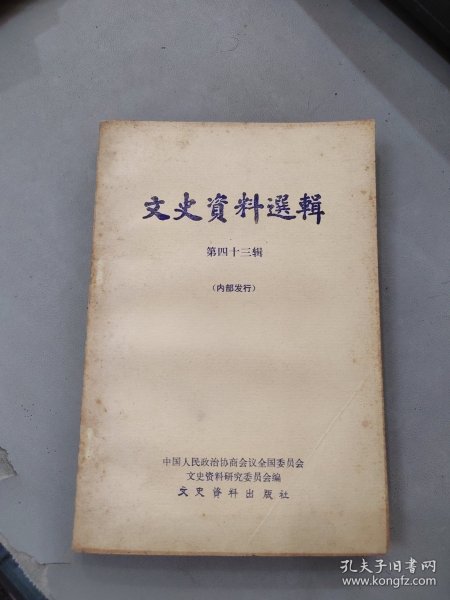 文史資料選輯
第四十三辑
(内部发行)
中国人民政治协商会议全国委员会
文史资料研究委员会编
文史资料出版社
孔夫子旧书网
www.kongfz.com